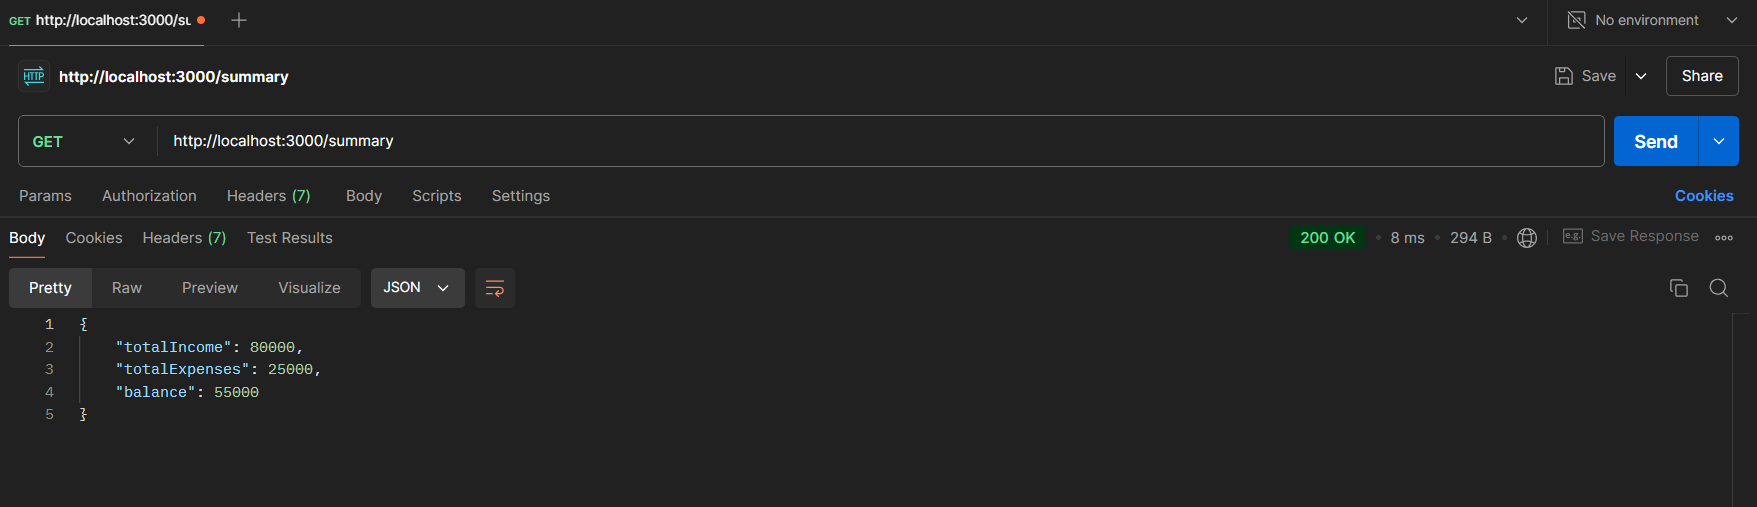 GET http://localhost:3000/su
No environment
HTTP http://localhost:3000/summary
Save
Share
GET http://localhost:3000/summary
Send
Params Authorization Headers (7) Body Scripts Settings
Cookies
Body Cookies Headers (7) Test Results
200 OK • 8 ms • 294 B • e.g. Save Response
Pretty Raw Preview Visualize JSON
1 {
2 "totalIncome": 80000,
3 "totalExpenses": 25000,
4 "balance": 55000
5 }